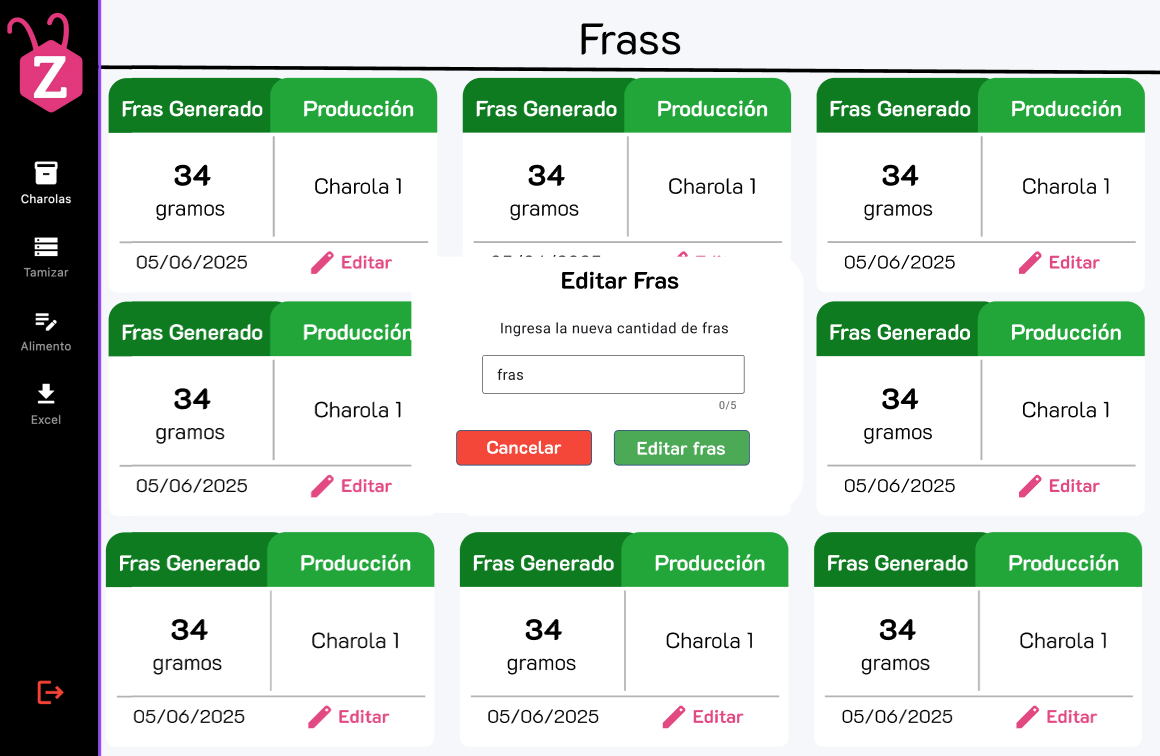 Frass
Z
Charolas
Tamizar
Alimento
Excel
Fras Generado Producción
34
gramos
Charola 1
05/06/2025 Editar
Fras Generado Producción
34
gramos
Charola 1
Fras Generado Producción
34
gramos
Charola 1
05/06/2025 Editar
Fras Generado Producción
34
gramos
Charola 1
05/06/2025 Editar
Editar Fras
Ingresa la nueva cantidad de fras
fras
0/5
Cancelar Editar fras
Fras Generado Producción
34
gramos
Charola 1
05/06/2025 Editar
Fras Generado Producción
34
gramos
Charola 1
05/06/2025 Editar
Fras Generado Producción
34
gramos
Charola 1
05/06/2025 Editar
Fras Generado Producción
34
gramos
Charola 1
05/06/2025 Editar